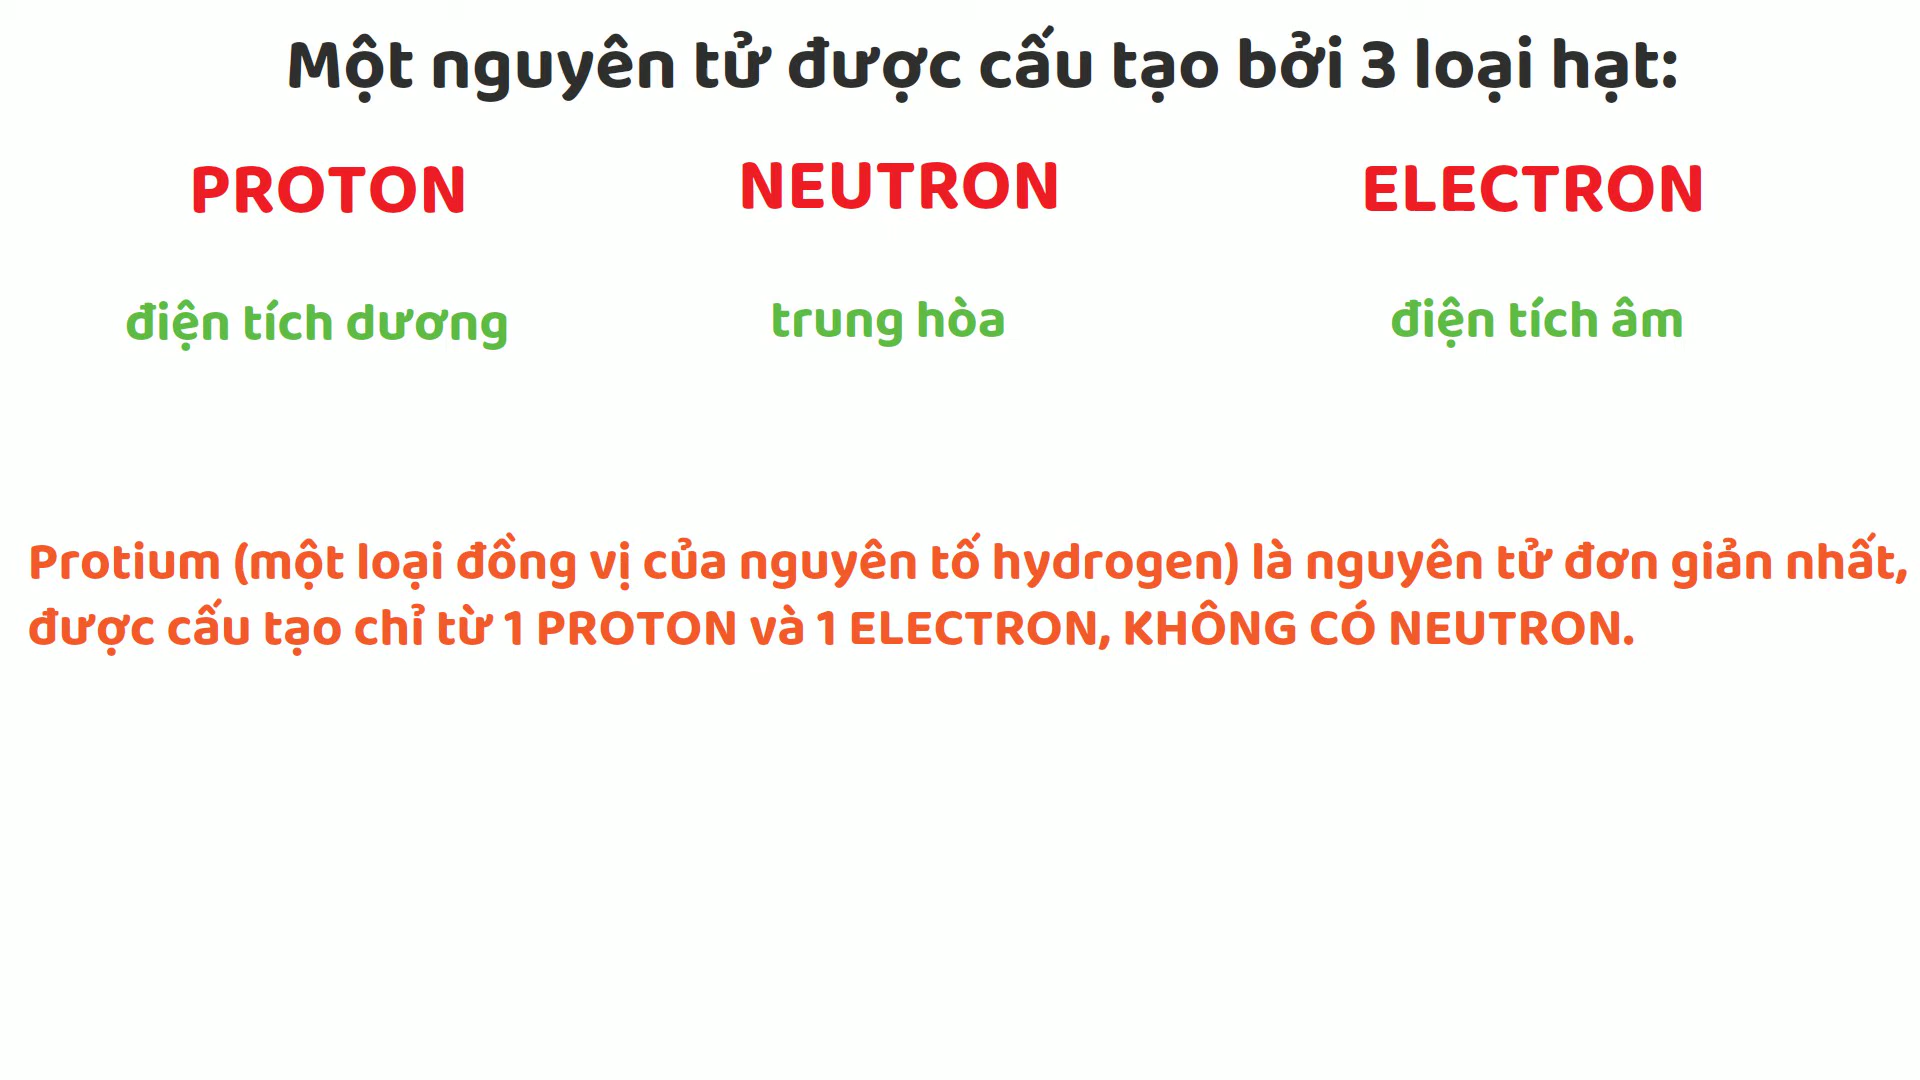 Một nguyên tử được cấu tạo bởi 3 loại hạt:
PROTON NEUTRON ELECTRON
điện tích dương trung hòa điện tích âm
Protium (một loại đồng vị của nguyên tố hydrogen) là nguyên tử đơn giản nhất,
được cấu tạo chỉ từ 1 PROTON và 1 ELECTRON, KHÔNG CÓ NEUTRON.